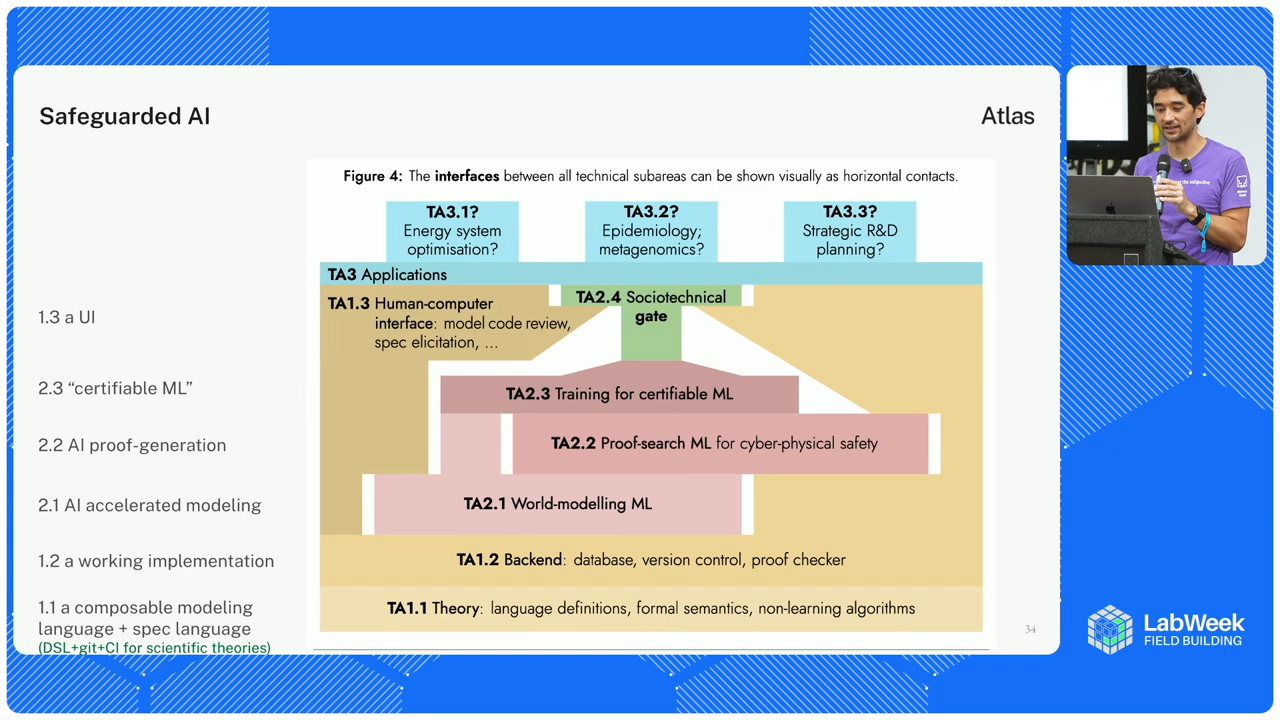 Safeguarded AI
Atlas
Figure 4: The interfaces between all technical subareas can be shown visually as horizontal contacts.
TA3.1?
Energy system
optimisation?
TA3.2?
Epidemiology;
metagenomics?
TA3.3?
Strategic R&D
planning?
TA3 Applications
TA1.3 Human-computer
interface: model code review,
spec elicitation, …
TA2.4 Sociotechnical
gate
TA2.3 Training for certifiable ML
TA2.2 Proof-search ML for cyber-physical safety
TA2.1 World-modelling ML
TA1.2 Backend: database, version control, proof checker
TA1.1 Theory: language definitions, formal semantics, non-learning algorithms
34
1.3 a UI
2.3 “certifiable ML”
2.2 AI proof-generation
2.1 AI accelerated modeling
1.2 a working implementation
1.1 a composable modeling
language + spec language
(DSL+git+CI for scientific theories)
LabWeek
FIELD BUILDING